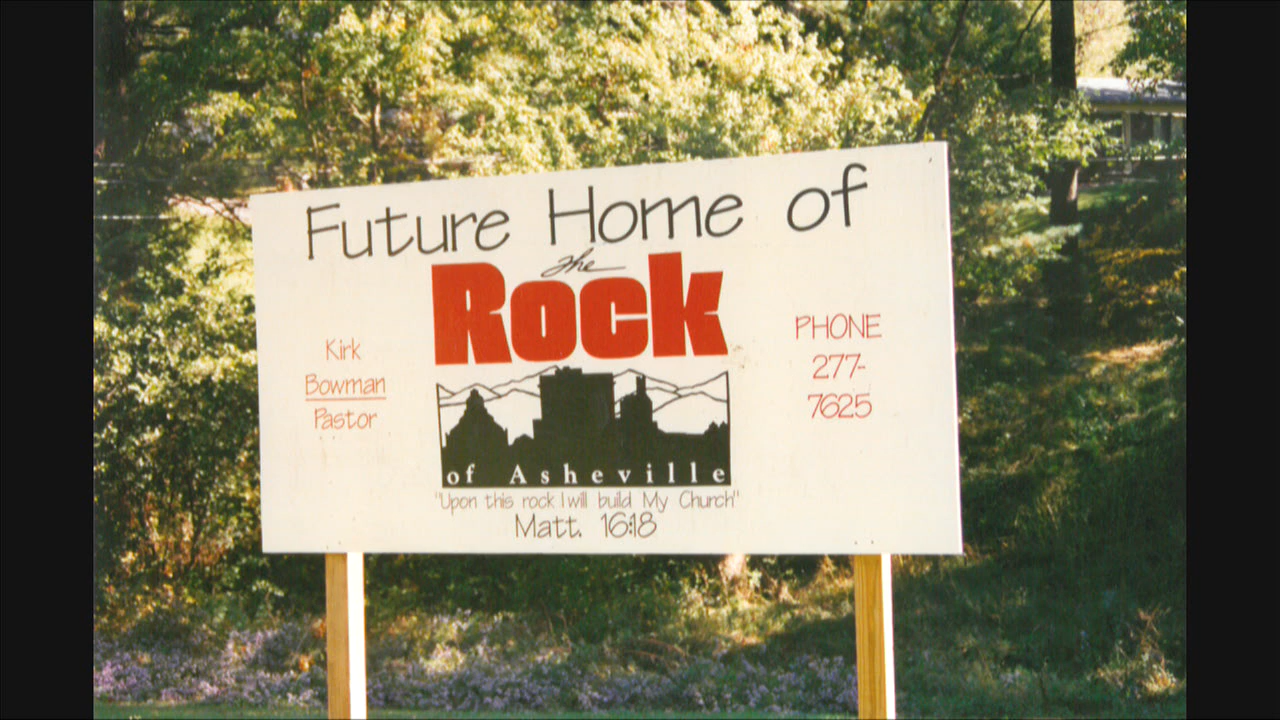 Future Home of
the
Rock
Kirk
Bowman
Pastor
PHONE
277-
7625
of Asheville
"Upon this rock I will build My Church"
Matt. 16:18